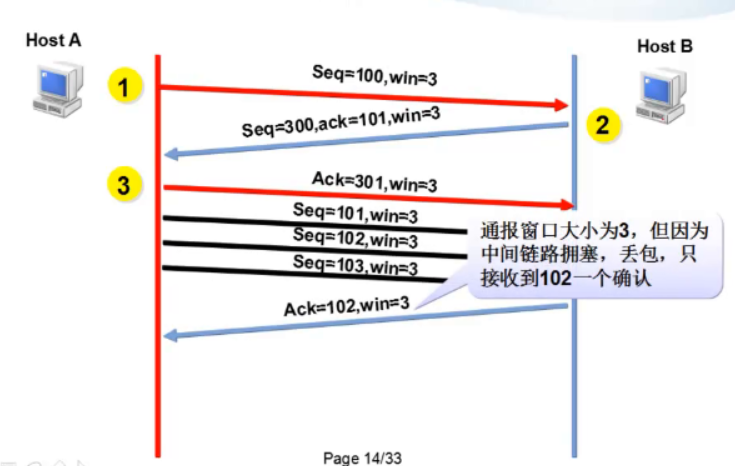 Host A
Host B
1
Seq=100,win=3
Seq=300,ack=101,win=3
2
3
Ack=301,win=3
Seq=101,win=3
Seq=102,win=3
Seq=103,win=3
通报窗口大小为3，但因为
中间链路拥塞，丢包，只
接收到102一个确认
Ack=102,win=3
Page 14/33